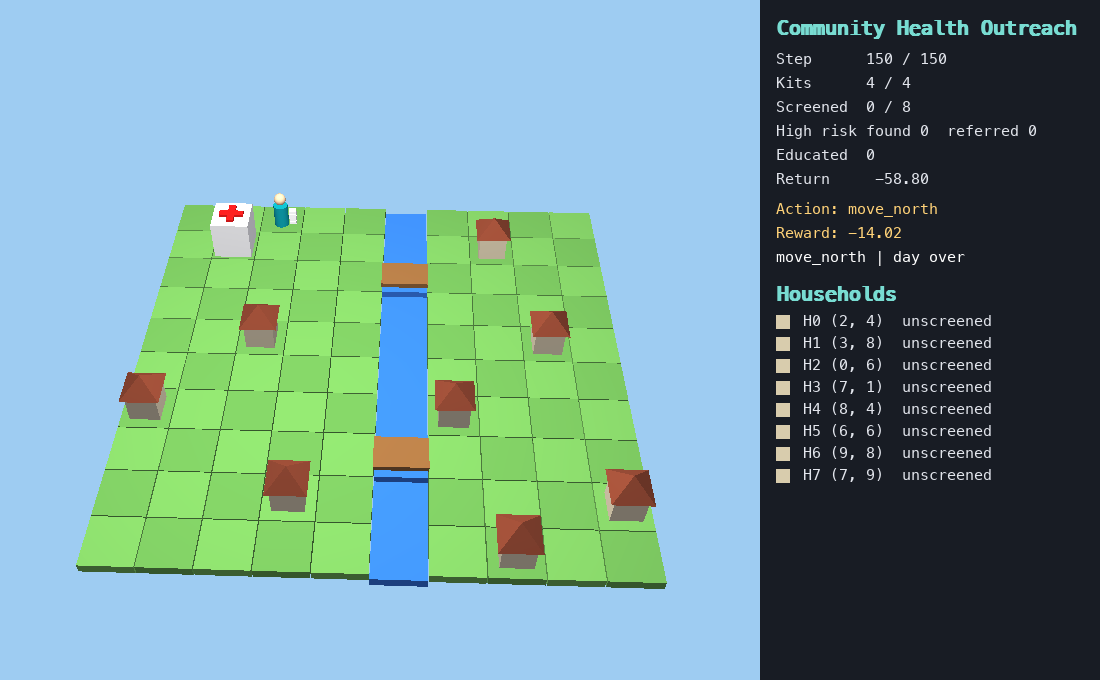 Community Health Outreach
Step 150 / 150
Kits 4 / 4
Screened 0 / 8
High risk found 0 referred 0
Educated 0
Return −58.80
Action: move_north
Reward: −14.02
move_north | day over
Households
H0 (2, 4) unscreened
H1 (3, 8) unscreened
H2 (0, 6) unscreened
H3 (7, 1) unscreened
H4 (8, 4) unscreened
H5 (6, 6) unscreened
H6 (9, 8) unscreened
H7 (7, 9) unscreened